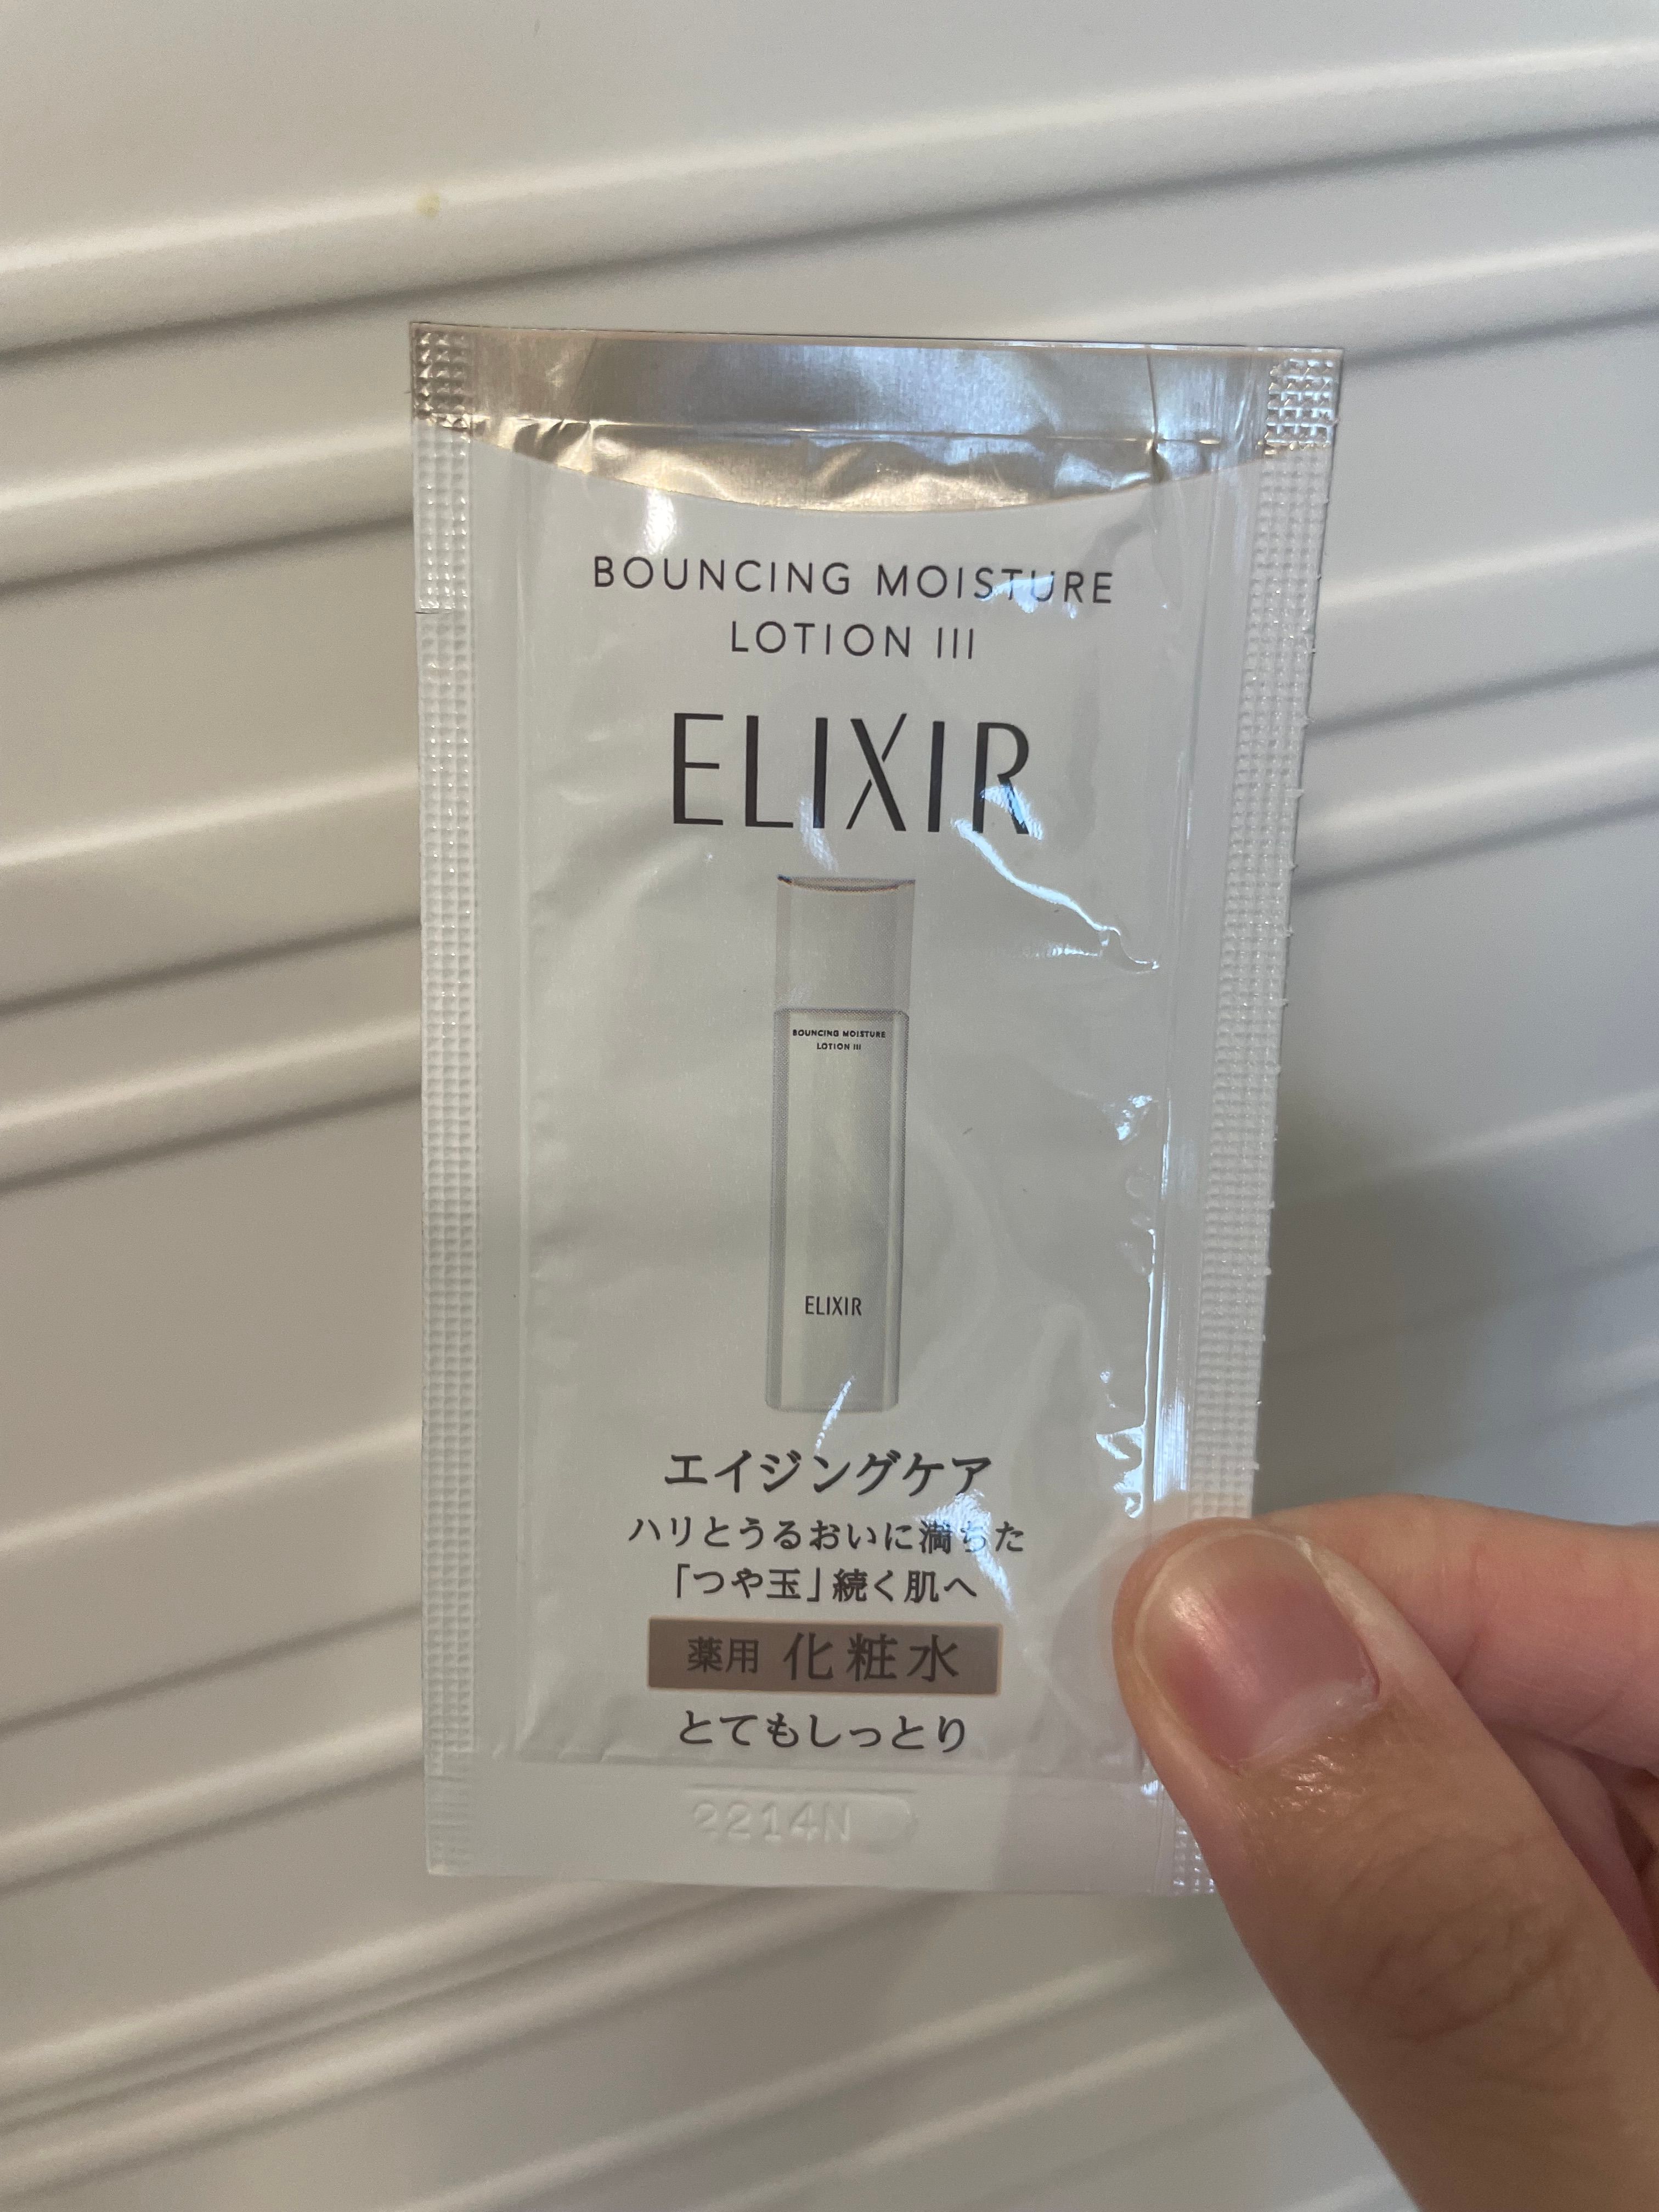 BOUNCING MOISTURE
LOTION III
ELIXIR
BOUNCING MOISTURE
LOTION III
ELIXIR
エイジングケア
ハリとうるおいに満ちた
「つや玉」続く肌へ
薬用 化粧水
とてもしっとり
2214N